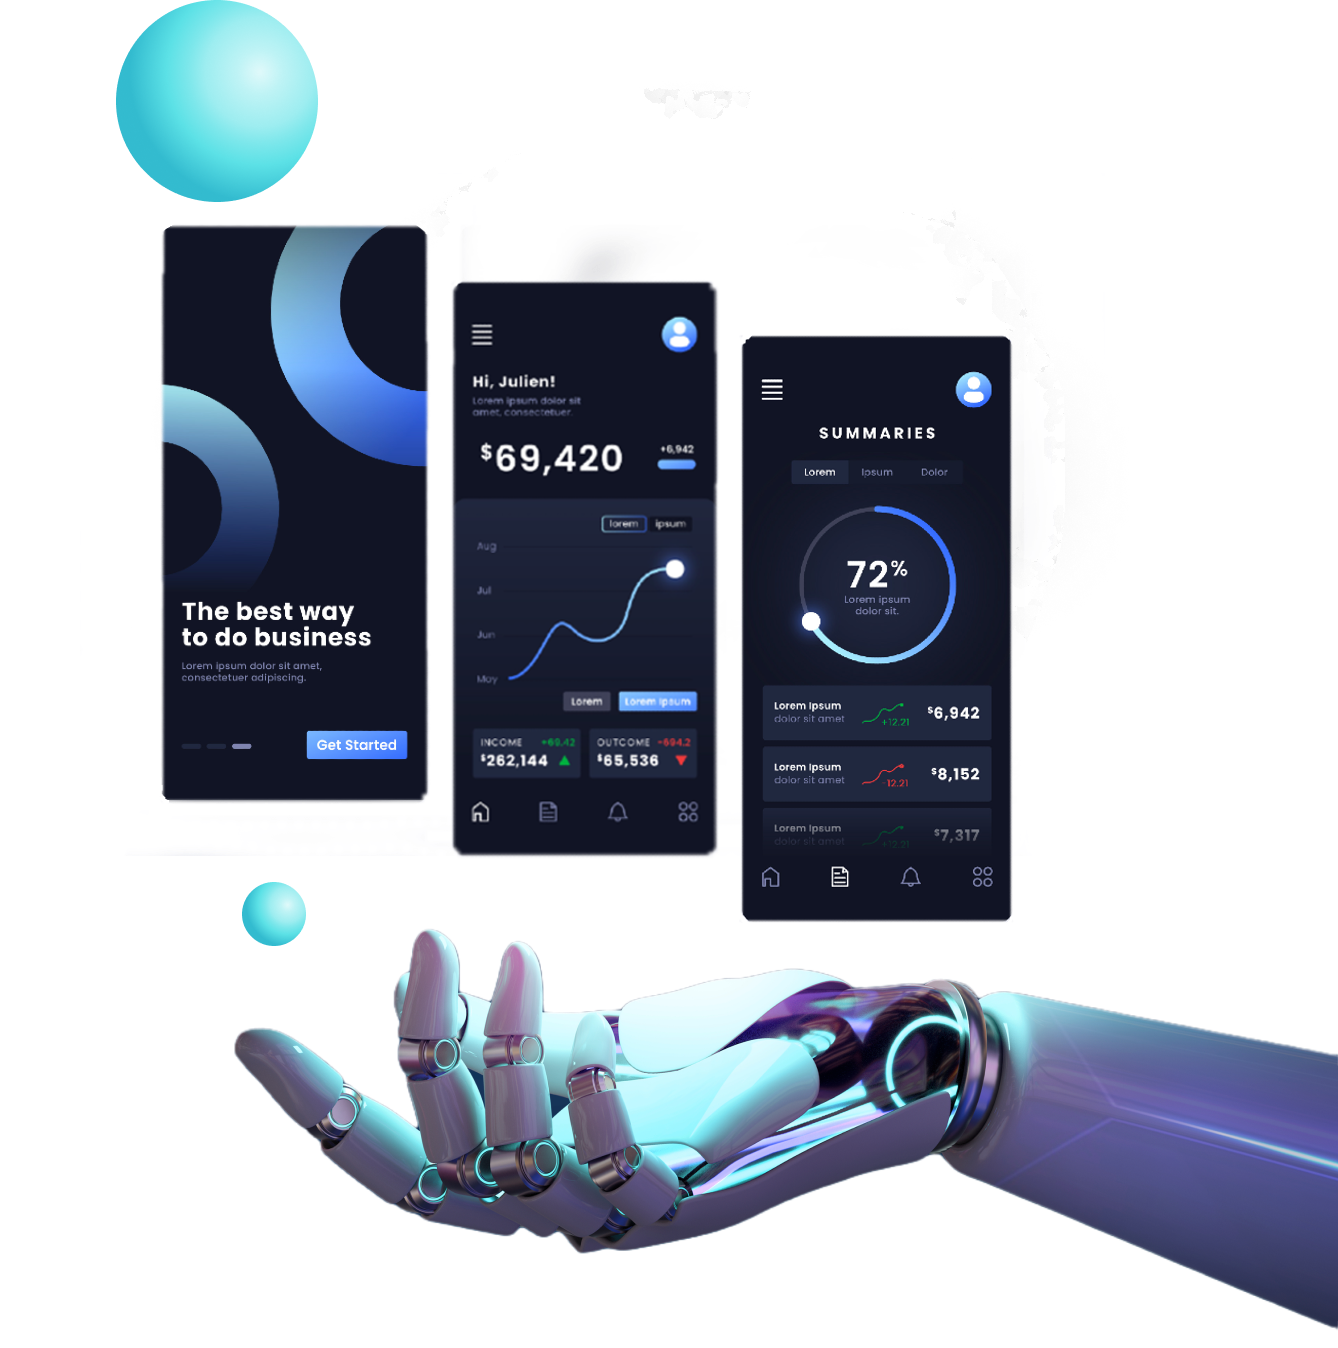 The best way
to do business
Lorem ipsum dolor sit amet,
consectetuer adipiscing.
Get Started
Hi, Julien!
Lorem ipsum dolor sit
amet, consectetuer.
$69,420
+6,942
lorem ipsum
Aug
Jul
Jun
May
Lorem Lorem ipsum
INCOME +69,42
$262,144
OUTCOME -694.2
$65,536
SUMMARIES
Lorem Ipsum Dolor
72%
Lorem ipsum
dolor sit.
Lorem Ipsum
dolor sit amet
+12.21
$6,942
Lorem Ipsum
dolor sit amet
-12.21
$8,152
Lorem Ipsum
dolor sit amet
+12.21
$7,317